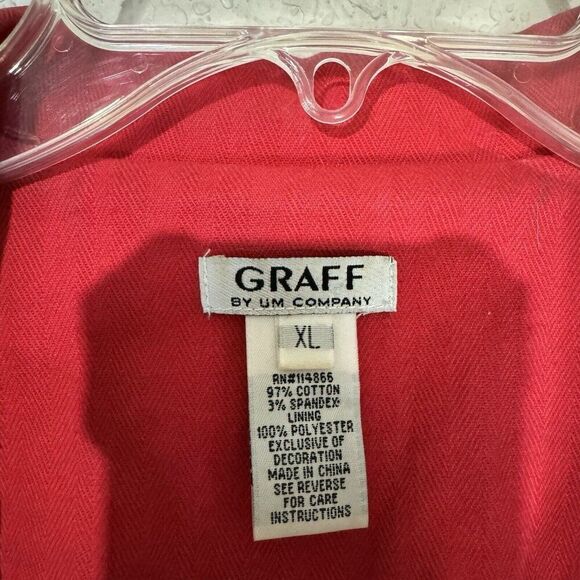 GRAFF
BY UM COMPANY
XL
RN#114866
97% COTTON
3% SPANDEX
LINING
100% POLYESTER
EXCLUSIVE OF
DECORATION
MADE IN CHINA
SEE REVERSE
FOR CARE
INSTRUCTIONS